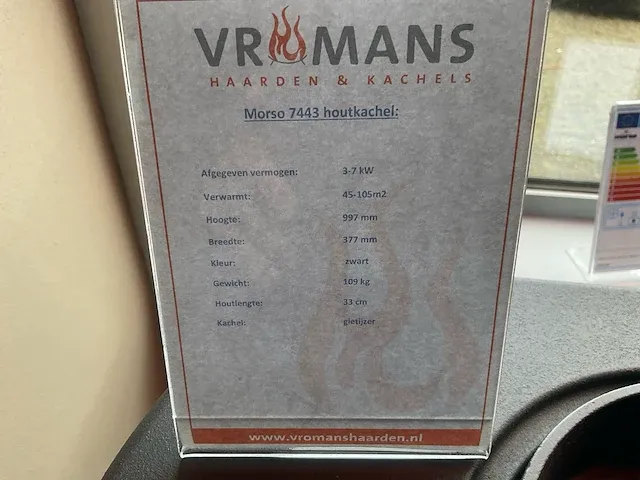 VROMANS
HAARDEN & KACHELS
Morso 7443 houtkachel:
Afgegeven vermogen: 3-7 kW
Verwarmt: 45-105m2
Hoogte: 997 mm
Breedte: 377 mm
Kleur: zwart
Gewicht: 109 kg
Houtlengte: 33 cm
Kachel: gietijzer
www.vromanshaarden.nl